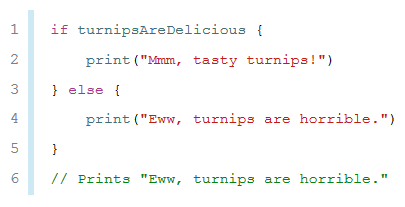 1 if turnipsAreDelicious {
2     print("Mmm, tasty turnips!")
3 } else {
4     print("Eww, turnips are horrible.")
5 }
6 // Prints "Eww, turnips are horrible."